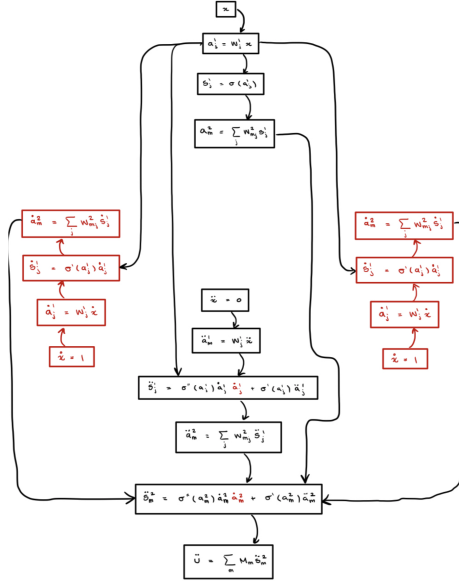 x
a¹ⱼ = W¹ⱼ x
s¹ⱼ = σ(a¹ⱼ)
a²ₘ = Σⱼ W²ₘⱼ s¹ⱼ
ȧ²ₘ = Σⱼ W²ₘⱼ ṡ¹ⱼ
ṡ¹ⱼ = σ'(a¹ⱼ) ȧ¹ⱼ
ȧ¹ⱼ = W¹ⱼ ẋ
ẋ = 1
ȧ²ₘ = Σⱼ W²ₘⱼ ṡ¹ⱼ
ṡ¹ⱼ = σ'(a¹ⱼ) ȧ¹ⱼ
ȧ¹ⱼ = W¹ⱼ ẋ
ẋ = 1
ẍ = 0
ä¹ₘ = W¹ⱼ ẍ
s̈¹ⱼ = σ''(a¹ⱼ) ȧ¹ⱼ ȧ¹ⱼ + σ'(a¹ⱼ) ä¹ⱼ
ä²ₘ = Σⱼ W²ₘⱼ s̈¹ⱼ
s̈²ₘ = σ''(a²ₘ) ȧ²ₘ ȧ²ₘ + σ'(a²ₘ) ä²ₘ
Ü = Σₘ Mₘ s̈²ₘ